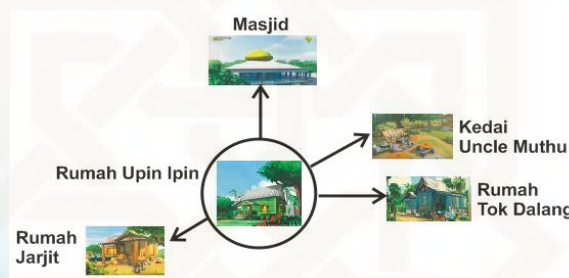 Masjid
Kedai
Uncle Muthu
Rumah Upin Ipin
Rumah
Tok Dalang
Rumah
Jarjit